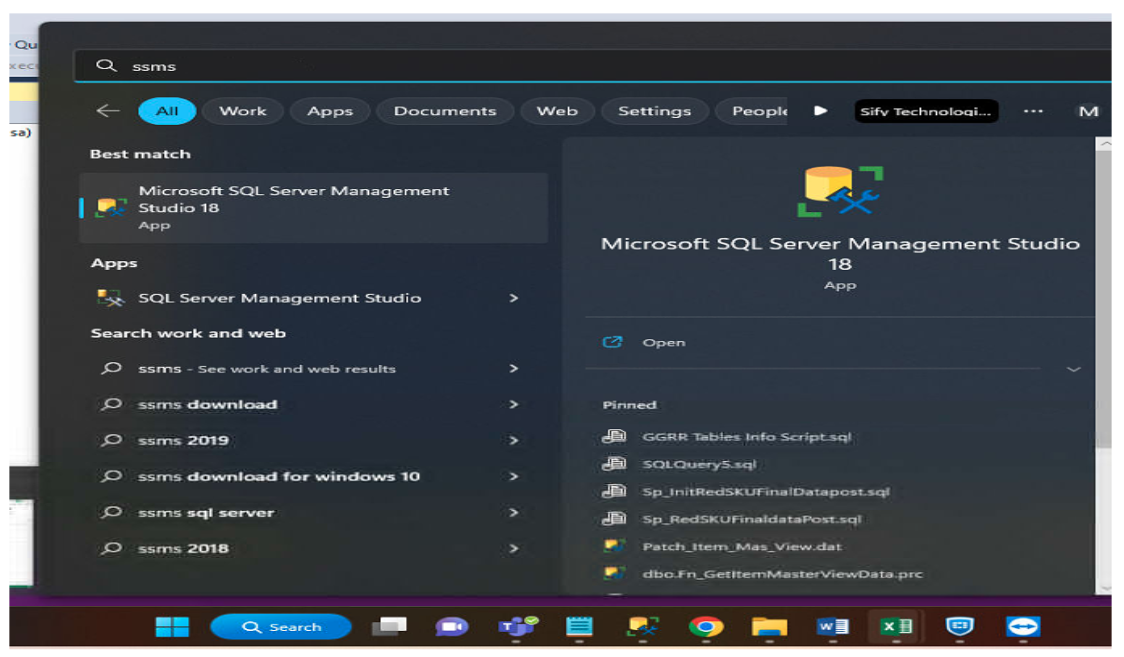 Qu
xec
sa)
ssms
All Work Apps Documents Web Settings People Sify Technologi... ... M
Best match
Microsoft SQL Server Management
Studio 18
App
Apps
SQL Server Management Studio
Search work and web
ssms - See work and web results
ssms download
ssms 2019
ssms download for windows 10
ssms sql server
ssms 2018
Microsoft SQL Server Management Studio
18
App
Open
Pinned
GGRR Tables Info Script.sql
SQLQuery5.sql
Sp_InitRedSKUFinalDatapost.sql
Sp_RedSKUFinaldataPost.sql
Patch_Item_Mas_View.dat
dbo.Fn_GetItemMasterViewData.prc
Search